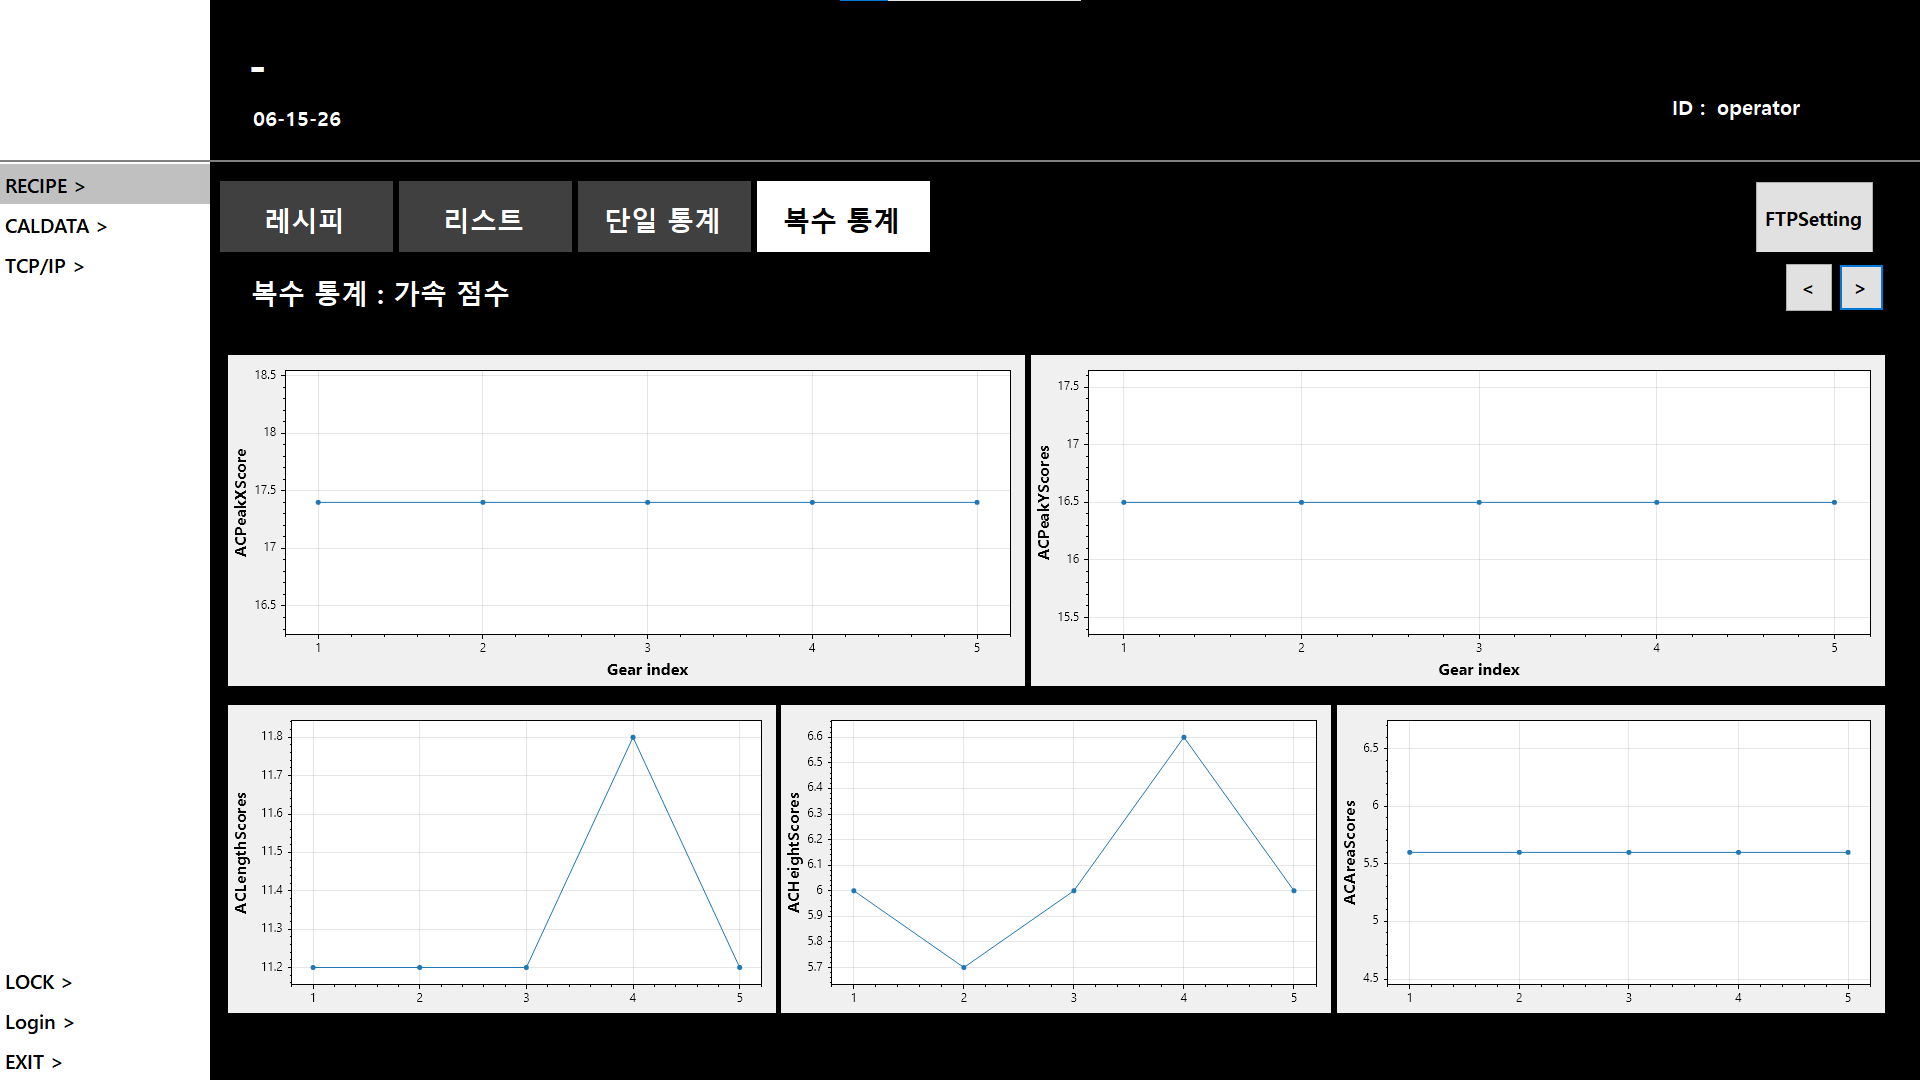 -
06-15-26
ID :  operator
RECIPE >
CALDATA >
TCP/IP >
레시피
리스트
단일 통계
복수 통계
FTPSetting
복수 통계 : 가속 점수
<
>
ACPeakXScore
18.5
18
17.5
17
16.5
1 2 3 4 5
Gear index
ACPeakYScores
17.5
17
16.5
16
15.5
1 2 3 4 5
Gear index
ACLengthScores
11.8
11.7
11.6
11.5
11.4
11.3
11.2
1 2 3 4 5
ACHeightScores
6.6
6.5
6.4
6.3
6.2
6.1
6
5.9
5.8
5.7
1 2 3 4 5
ACAreaScores
6.5
6
5.5
5
4.5
1 2 3 4 5
LOCK >
Login >
EXIT >